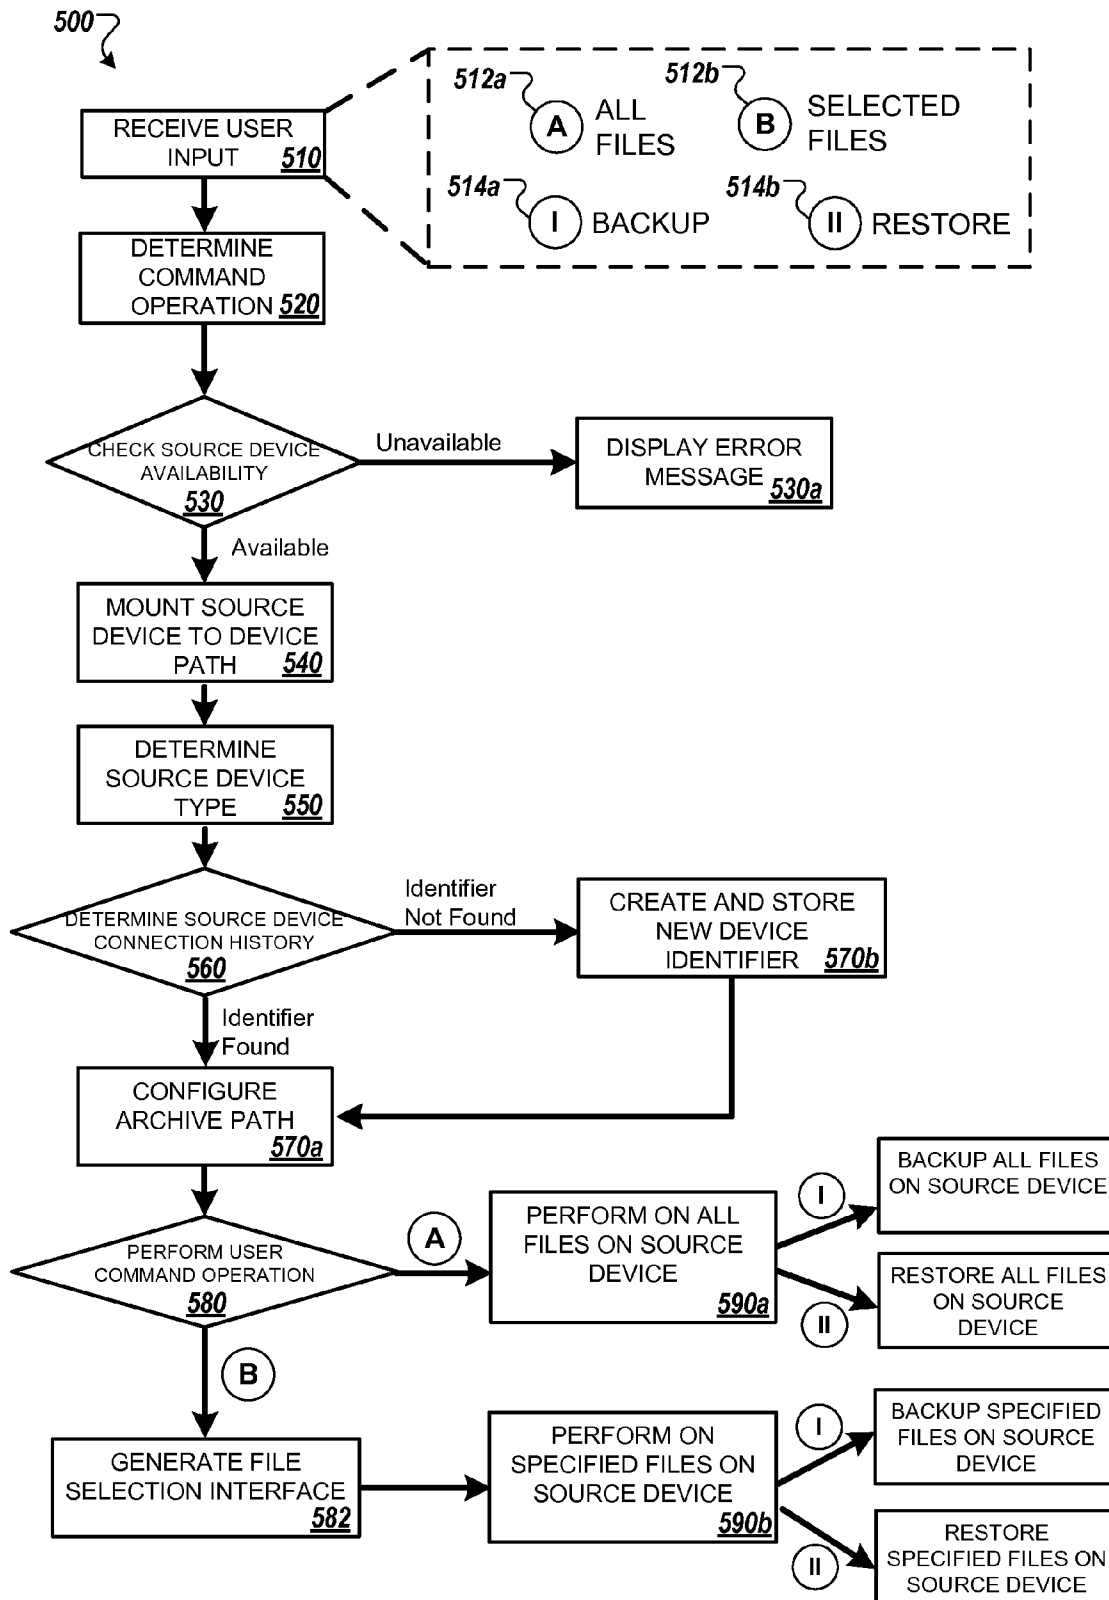 500
RECEIVE USER
INPUT 510
512a
A ALL
FILES
512b
B SELECTED
FILES
514a
I BACKUP
514b
II RESTORE
DETERMINE
COMMAND
OPERATION 520
CHECK SOURCE DEVICE
AVAILABILITY
530
Unavailable
DISPLAY ERROR
MESSAGE 530a
Available
MOUNT SOURCE
DEVICE TO DEVICE
PATH 540
DETERMINE
SOURCE DEVICE
TYPE 550
DETERMINE SOURCE DEVICE
CONNECTION HISTORY
560
Identifier
Not Found
CREATE AND STORE
NEW DEVICE
IDENTIFIER 570b
Identifier
Found
CONFIGURE
ARCHIVE PATH
570a
PERFORM USER
COMMAND OPERATION
580
A
PERFORM ON ALL
FILES ON SOURCE
DEVICE
590a
I
BACKUP ALL FILES
ON SOURCE DEVICE
II
RESTORE ALL FILES
ON SOURCE
DEVICE
B
GENERATE FILE
SELECTION INTERFACE
582
PERFORM ON
SPECIFIED FILES ON
SOURCE DEVICE
590b
I
BACKUP SPECIFIED
FILES ON SOURCE
DEVICE
II
RESTORE
SPECIFIED FILES ON
SOURCE DEVICE